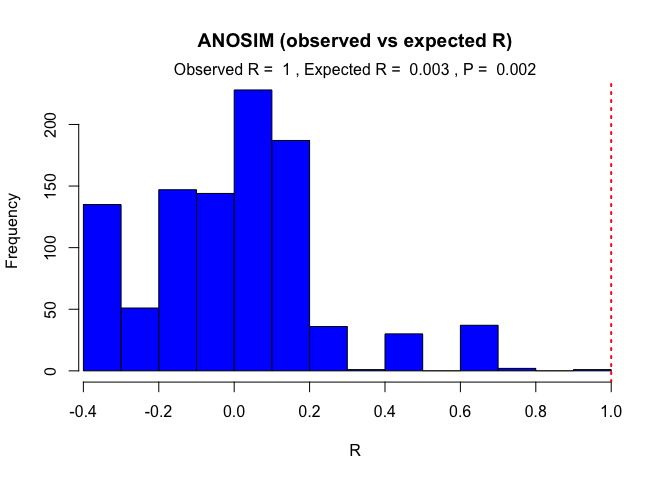 ANOSIM (observed vs expected R)
Observed R =  1 , Expected R =  0.003 , P =  0.002
200
150
100
50
0
Frequency
-0.4 -0.2 0.0 0.2 0.4 0.6 0.8 1.0
R